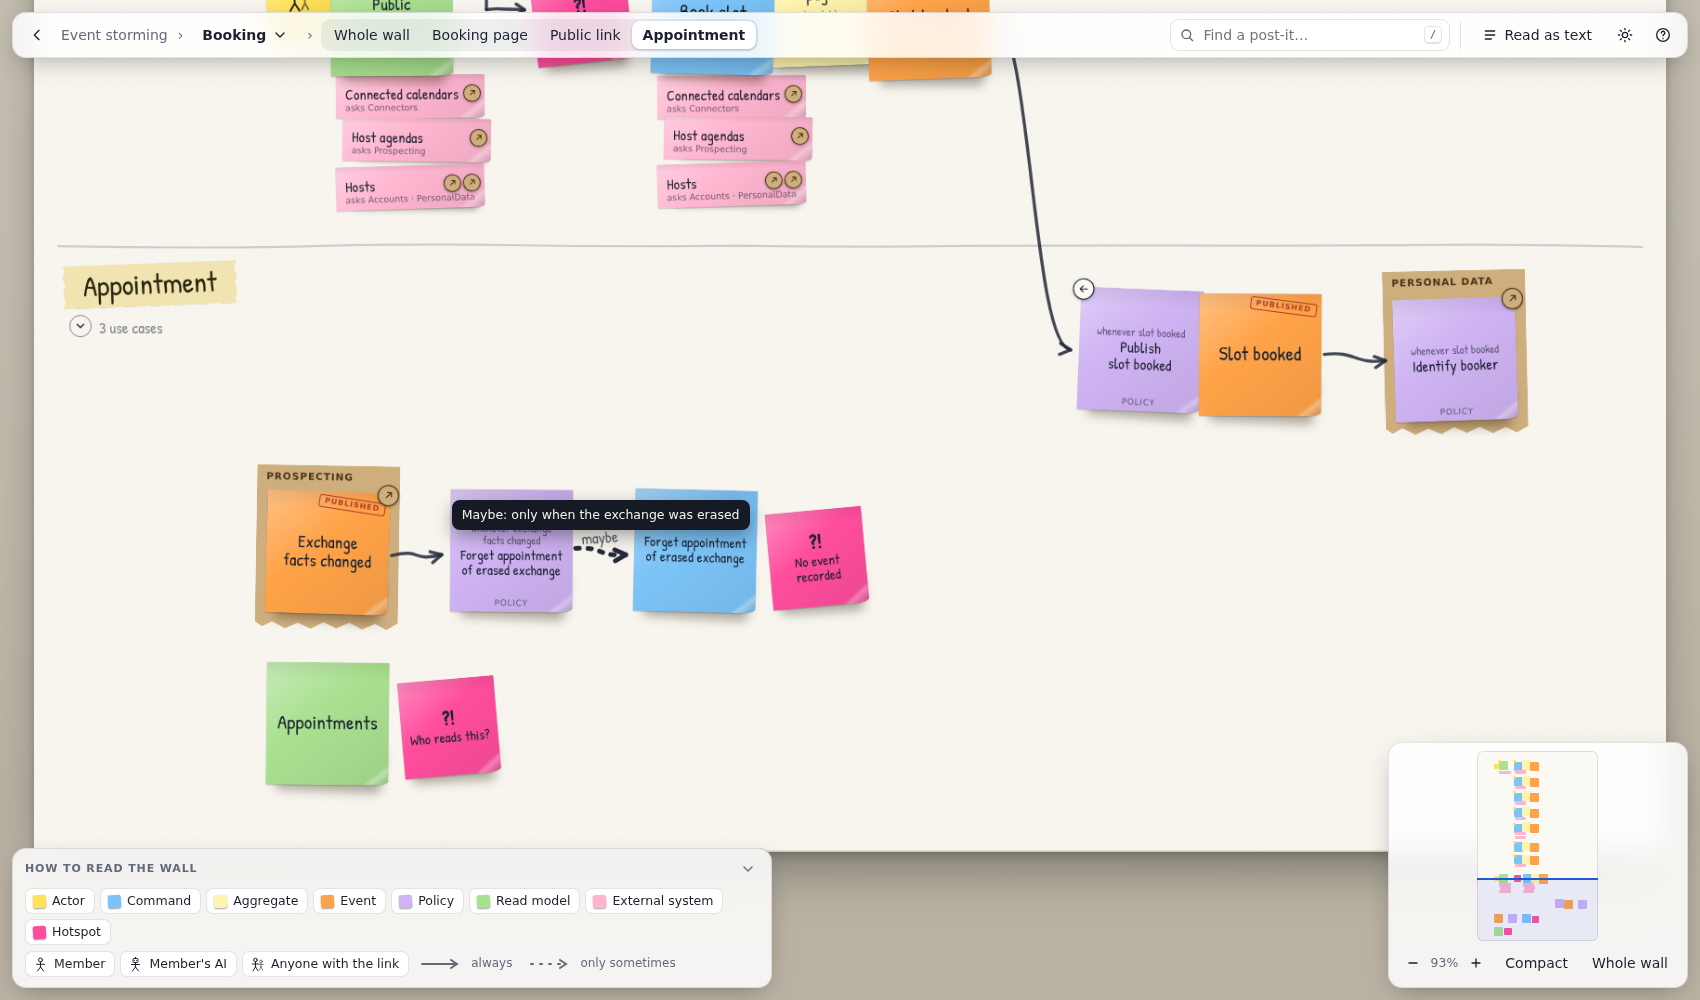 Public
?!
Book slot
Event storming
Booking
Whole wall
Booking page
Public link
Appointment
Find a post-it…
/
Read as text
Connected calendars
asks Connectors
Host agendas
asks Prospecting
Hosts
asks Accounts · PersonalData
Connected calendars
asks Connectors
Host agendas
asks Prospecting
Hosts
asks Accounts · PersonalData
Appointment
3 use cases
whenever slot booked
Publish
slot booked
POLICY
PUBLISHED
Slot booked
PERSONAL DATA
whenever slot booked
Identify booker
POLICY
PROSPECTING
PUBLISHED
Exchange
facts changed
Maybe: only when the exchange was erased
whenever exchange
facts changed
Forget appointment
of erased exchange
POLICY
maybe
Forget appointment
of erased exchange
?!
No event
recorded
Appointments
?!
Who reads this?
HOW TO READ THE WALL
Actor
Command
Aggregate
Event
Policy
Read model
External system
Hotspot
Member
Member's AI
Anyone with the link
always
only sometimes
93%
Compact
Whole wall